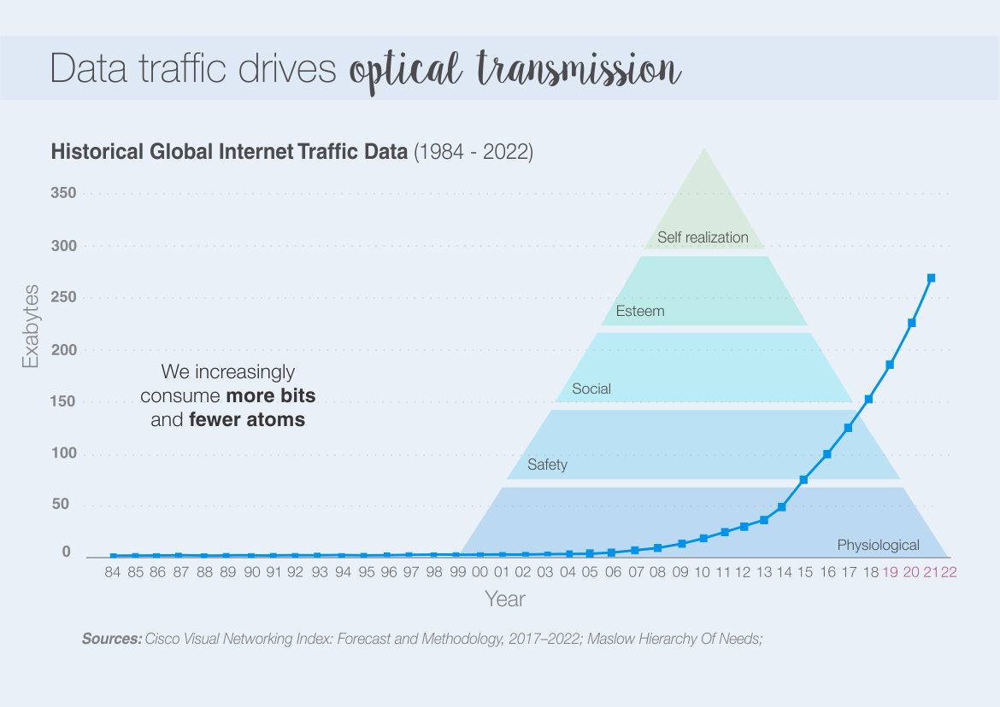 Data traffic drives optical transmission
Historical Global Internet Traffic Data (1984 - 2022)
350
300
250
200
150
100
50
0
Exabytes
We increasingly
consume more bits
and fewer atoms
Self realization
Esteem
Social
Safety
Physiological
84 85 86 87 88 89 90 91 92 93 94 95 96 97 98 99 00 01 02 03 04 05 06 07 08 09 10 11 12 13 14 15 16 17 18 19 20 21 22
Year
Sources: Cisco Visual Networking Index: Forecast and Methodology, 2017–2022; Maslow Hierarchy Of Needs;